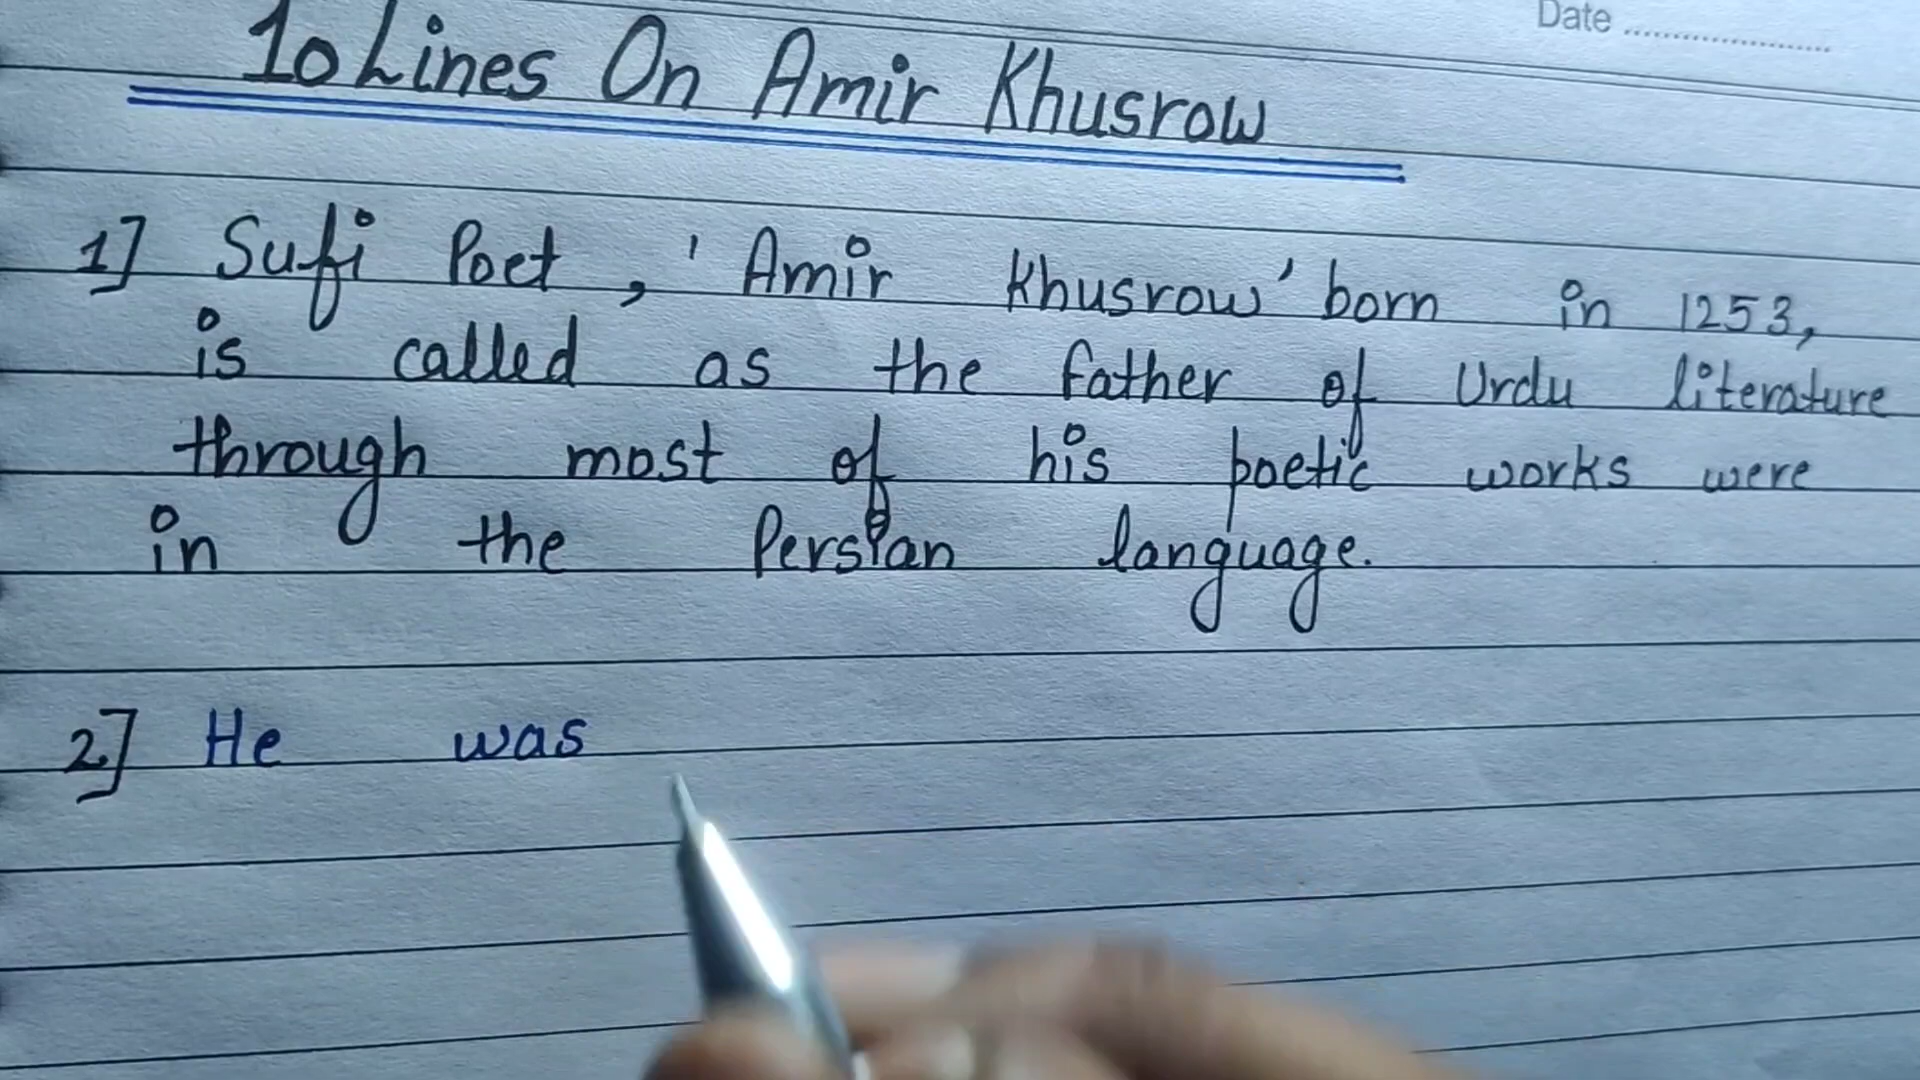 Date ....................
10 Lines On Amir Khusrow
1] Sufi Poet, 'Amir Khusrow' born in 1253,
is called as the father of Urdu literature
through most of his poetic works were
in the Persian language.
2] He was